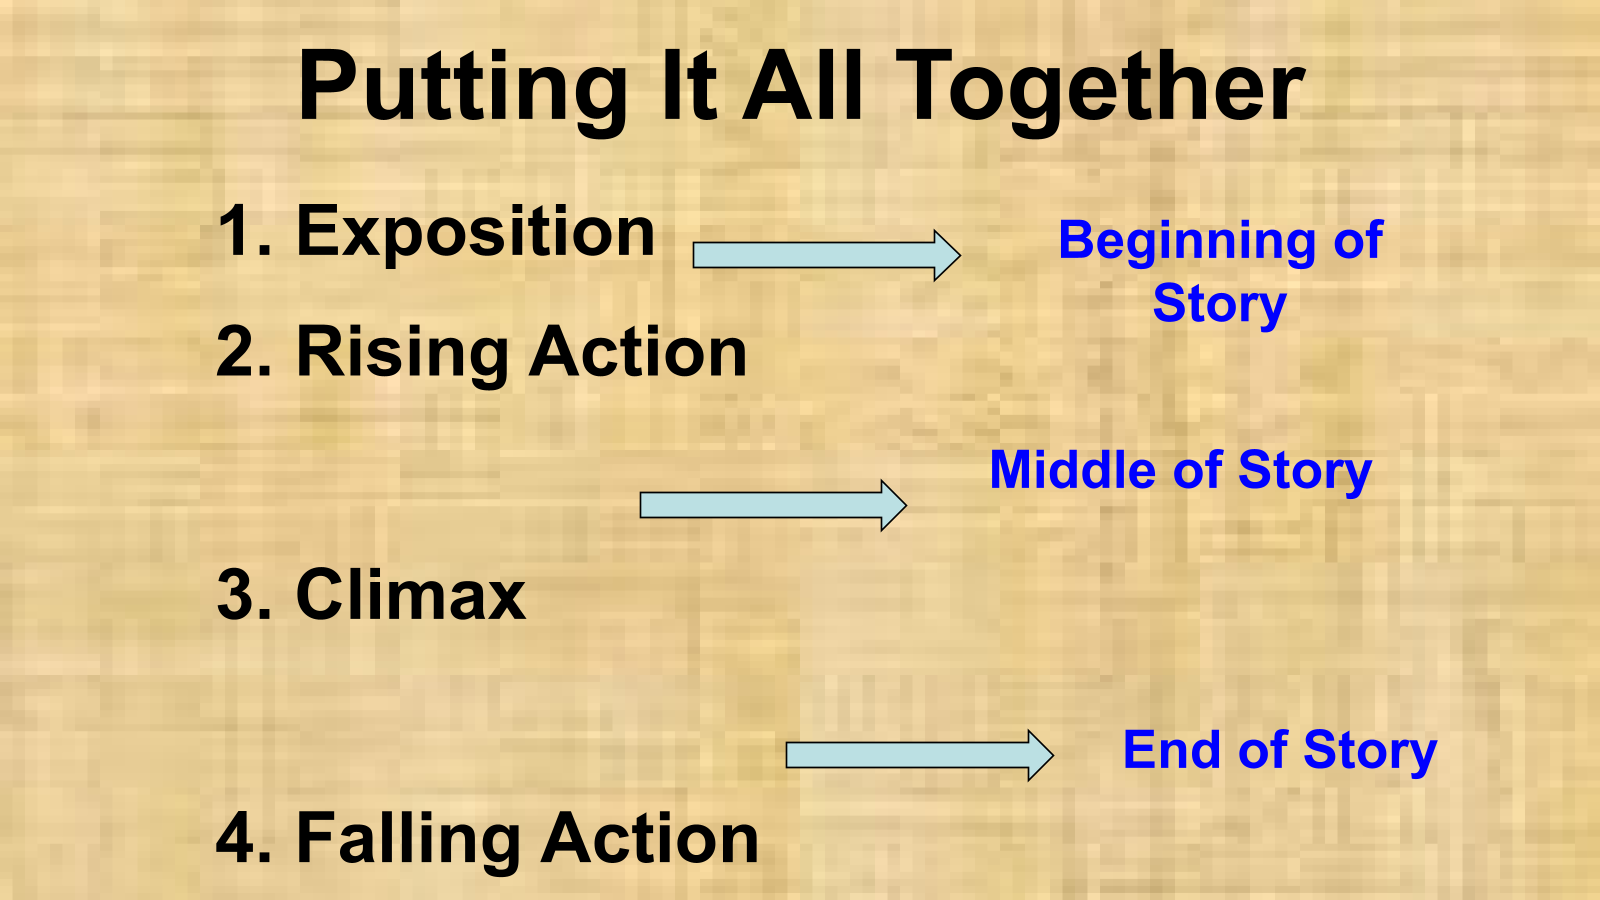 Putting It All Together
1. Exposition
Beginning of
Story
2. Rising Action
Middle of Story
3. Climax
End of Story
4. Falling Action